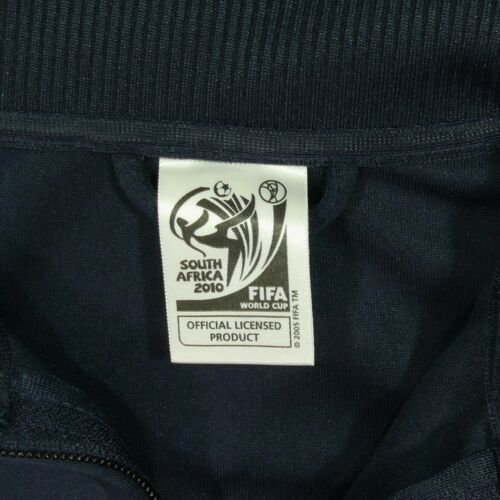 SOUTH
AFRICA
2010
FIFA
WORLD CUP
OFFICIAL LICENSED
PRODUCT
© 2005 FIFA TM